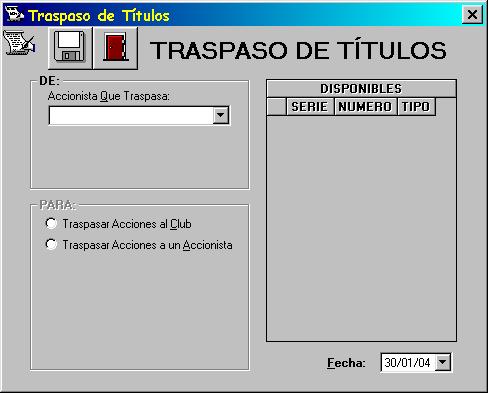 Traspaso de Títulos
TRASPASO DE TÍTULOS
DE:
Accionista Que Traspasa:
PARA:
Traspasar Acciones al Club
Traspasar Acciones a un Accionista
DISPONIBLES
SERIE NUMERO TIPO
Fecha: 30/01/04